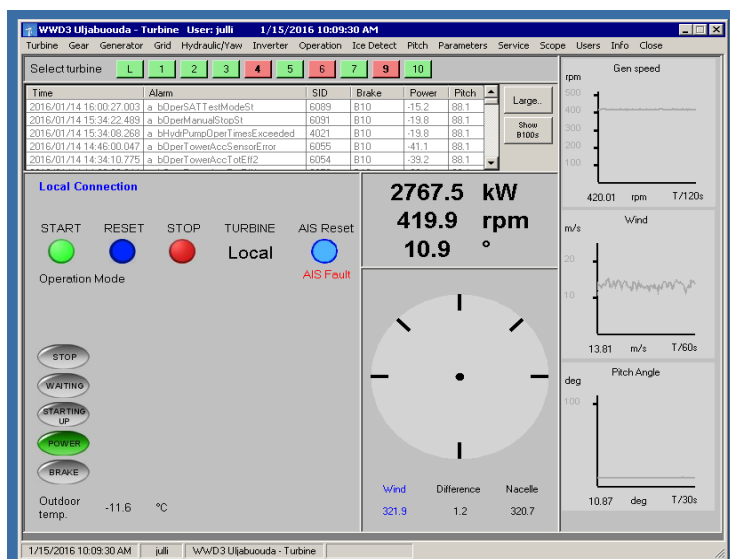 WWD3 Uljabuouda - Turbine User: julli 1/15/2016 10:09:30 AM
Turbine Gear Generator Grid Hydraulic/Yaw Inverter Operation Ice Detect Pitch Parameters Service Scope Users Info Close
Select turbine L 1 2 3 4 5 6 7 9 10
Time Alarm SID Brake Power Pitch
2016/01/14 16:00:27.003 a bOperSATTestModeSt 6089 B10 -15.2 88.1
2016/01/14 15:34:22.489 a bOperManualStopSt 6091 B10 -19.8 88.1
2016/01/14 15:34:08.268 a bHydrPumpOperTimesExceeded 4021 B10 -19.8 88.1
2016/01/14 14:46:00.047 a bOperTowerAccSensorError 6055 B10 -41.1 88.1
2016/01/14 14:34:10.775 a bOperTowerAccTotEff2 6054 B10 -39.2 88.1
Large..
Show
B100s
Local Connection
START RESET STOP TURBINE AIS Reset
Local
AIS Fault
Operation Mode
STOP
WAITING
STARTING
UP
POWER
BRAKE
Outdoor
temp. -11.6 °C
2767.5 kW
419.9 rpm
10.9 °
Wind Difference Nacelle
321.9 1.2 320.7
Gen speed
rpm
500
400
300
200
100
420.01 rpm T/120s
Wind
m/s
20
10
13.81 m/s T/60s
Pitch Angle
deg
100
10.87 deg T/30s
1/15/2016 10:09:30 AM julli WWD3 Uljabuouda - Turbine